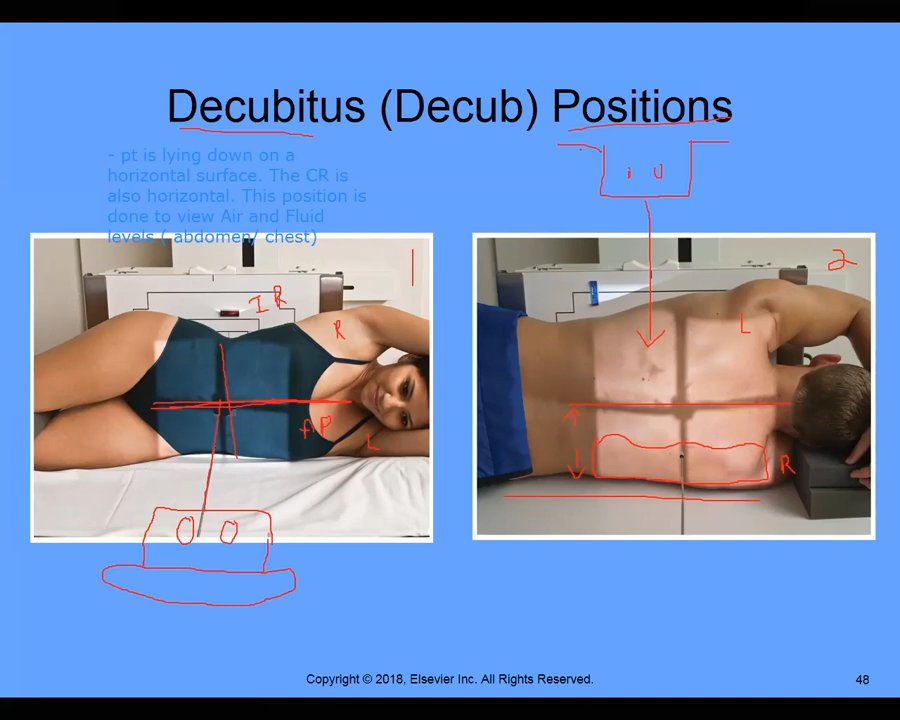 Decubitus (Decub) Positions
- pt is lying down on a
horizontal surface. The CR is
also horizontal. This position is
done to view Air and Fluid
levels ( abdomen/ chest)
1
IR
R
AP
L
2
L
R
Copyright © 2018, Elsevier Inc. All Rights Reserved.
48